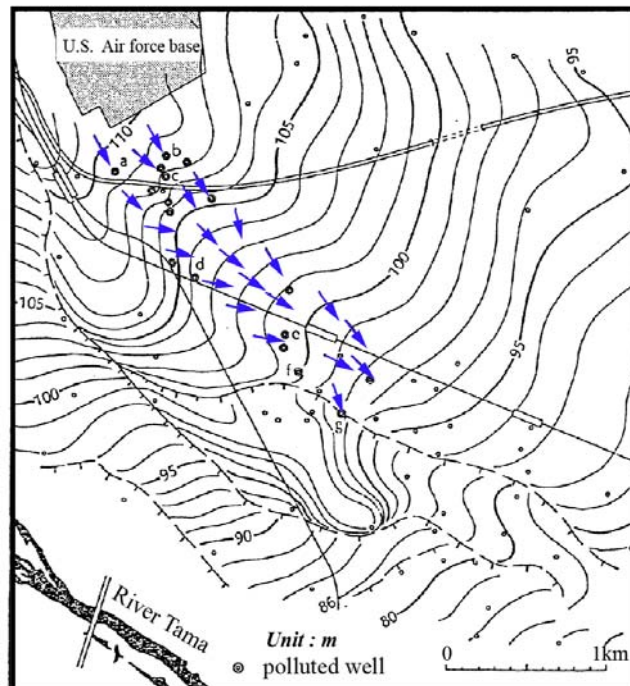 U.S. Air force base
110
a
b
c
105
95
d
100
105
e
95
f
100
g
95
90
86
80
River Tama
Unit : m
polluted well
0 1km